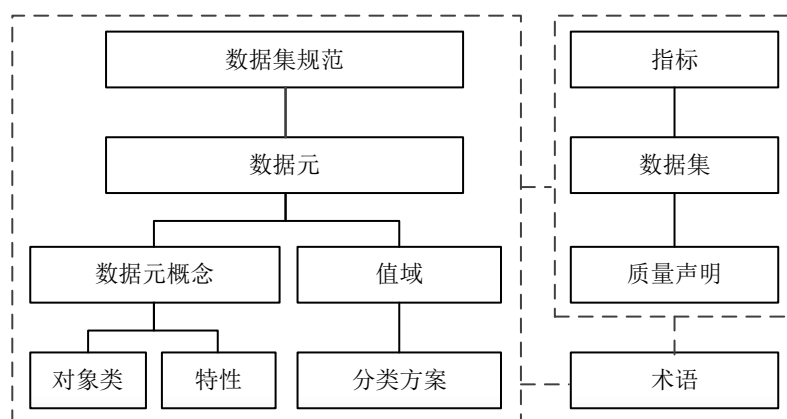 数据集规范
指标
数据元
数据集
数据元概念
值域
质量声明
对象类
特性
分类方案
术语